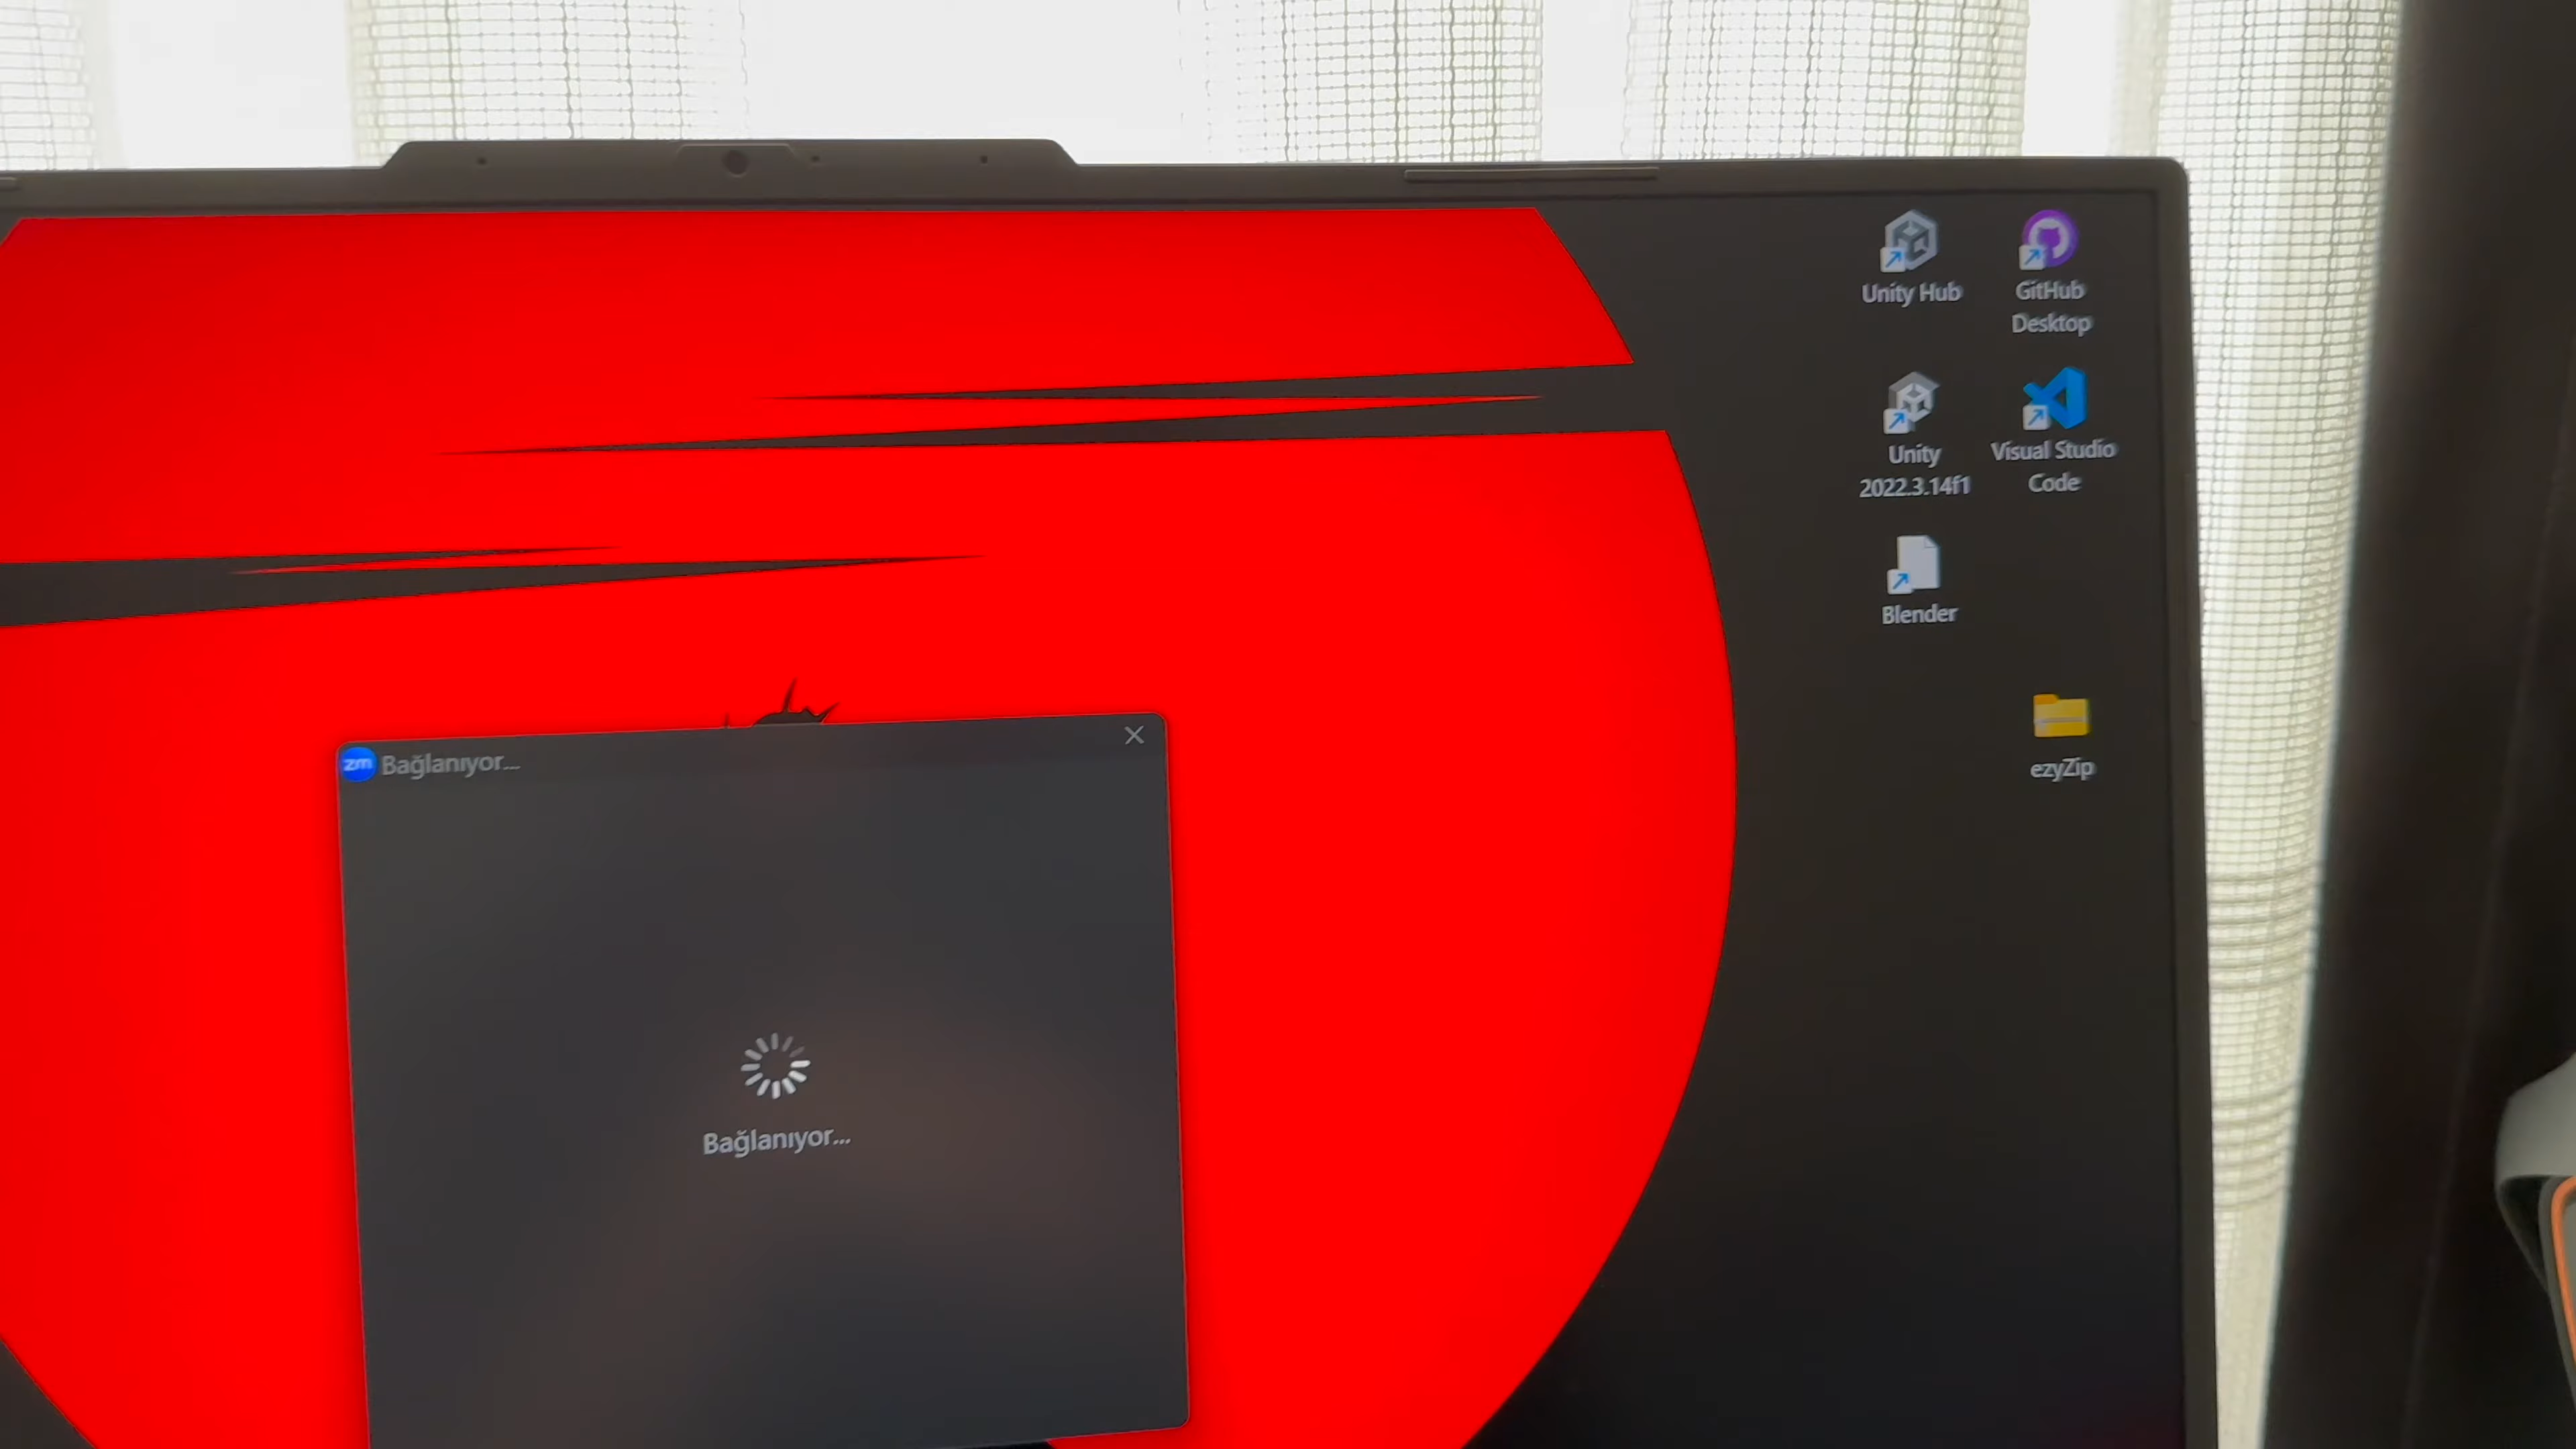 Unity Hub
GitHub
Desktop
Unity
2022.3.14f1
Visual Studio
Code
Blender
ezyZip
zm Bağlanıyor...
Bağlanıyor...